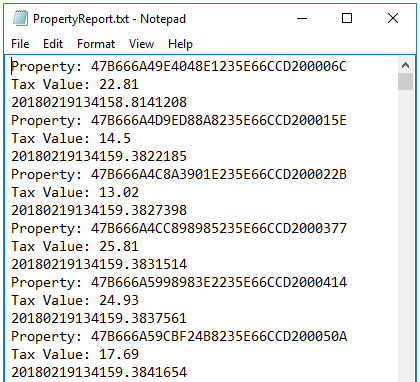 PropertyReport.txt - Notepad
File Edit Format View Help
Property: 47B666A49E4048E1235E66CCD200006C
Tax Value: 22.81
20180219134158.8141208
Property: 47B666A4D9ED88A8235E66CCD200015E
Tax Value: 14.5
20180219134159.3822185
Property: 47B666A4C8A3901E235E66CCD200022B
Tax Value: 13.02
20180219134159.3827398
Property: 47B666A4CC898985235E66CCD2000377
Tax Value: 25.81
20180219134159.3831514
Property: 47B666A5998983E2235E66CCD2000414
Tax Value: 24.93
20180219134159.3837561
Property: 47B666A59CBF24B8235E66CCD200050A
Tax Value: 17.69
20180219134159.3841654